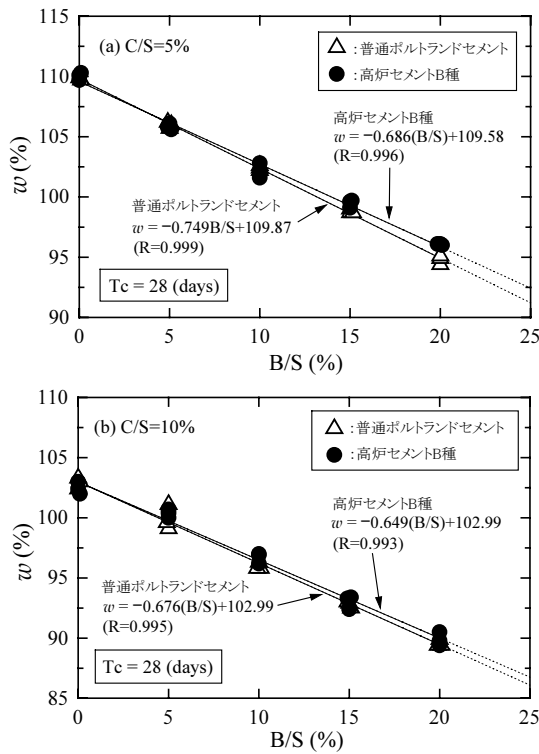 115
(a) C/S=5%
△ :普通ポルトランドセメント
● :高炉セメントB種
110
105
高炉セメントB種
w = −0.686(B/S)+109.58
(R=0.996)
w (%)
100
普通ポルトランドセメント
w = −0.749B/S+109.87
(R=0.999)
95
Tc = 28 (days)
90
0 5 10 15 20 25
B/S (%)
110
(b) C/S=10%
△ :普通ポルトランドセメント
● :高炉セメントB種
105
100
高炉セメントB種
w = −0.649(B/S)+102.99
(R=0.993)
w (%)
95
普通ポルトランドセメント
w = −0.676(B/S)+102.99
(R=0.995)
90
Tc = 28 (days)
85
0 5 10 15 20 25
B/S (%)